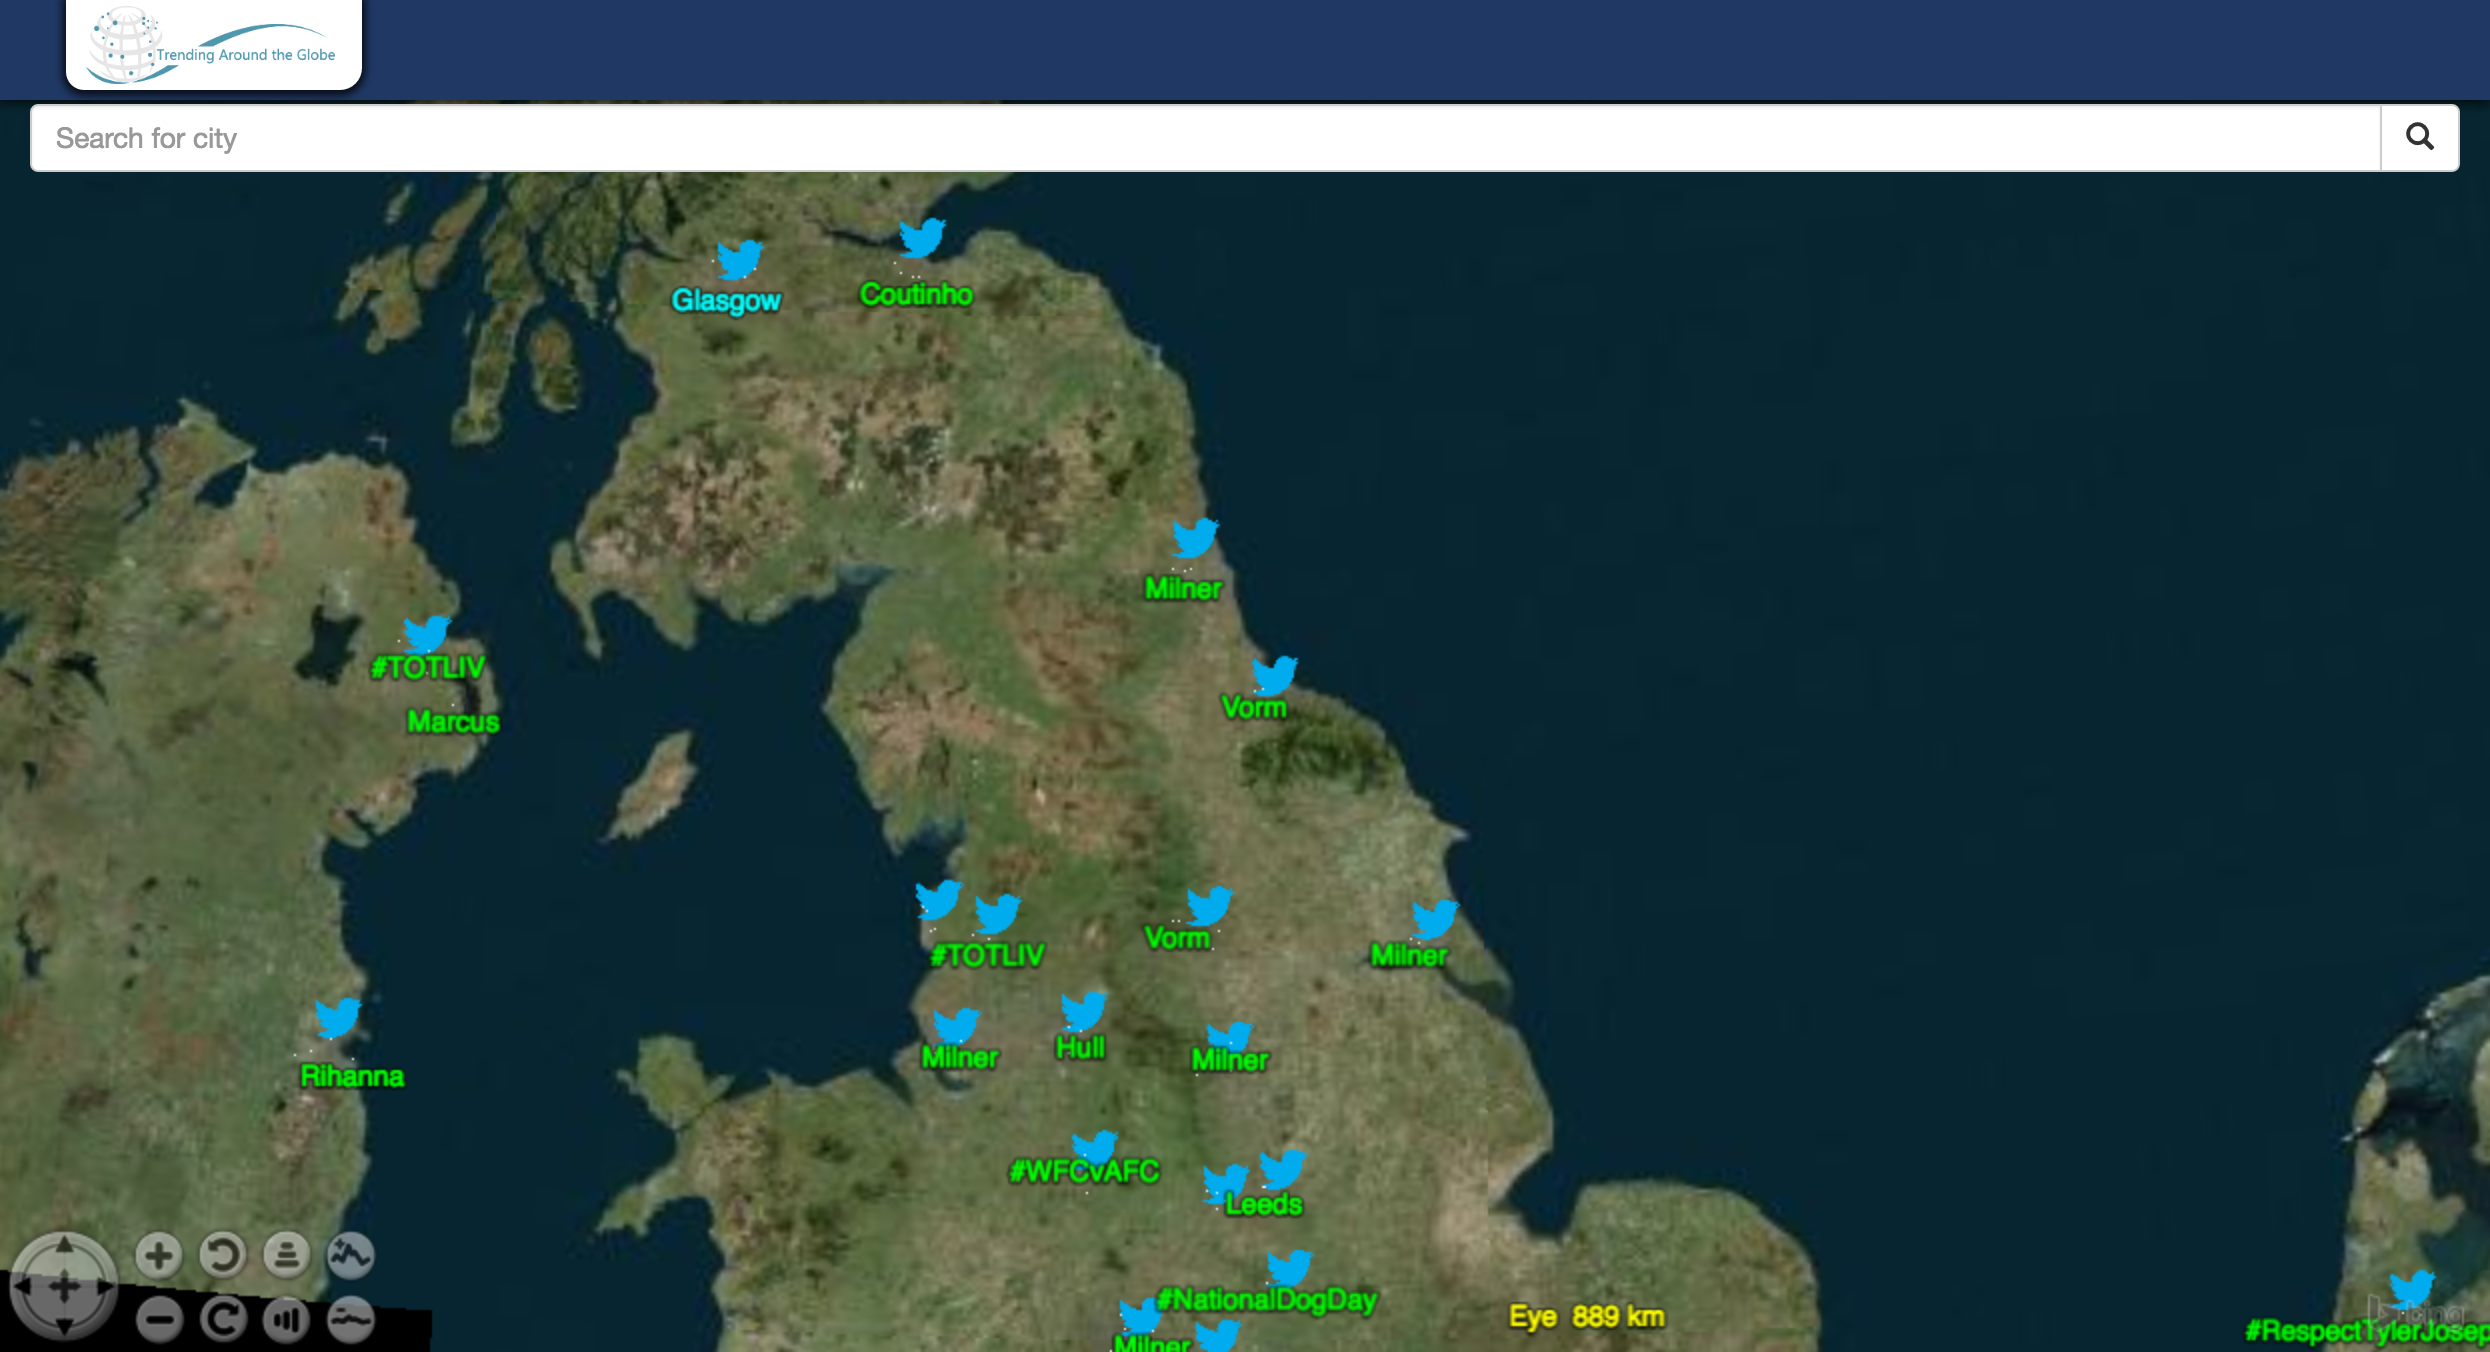 Trending Around the Globe
Search for city
Glasgow
Coutinho
Milner
#TOTLIV
Marcus
Vorm
#TOTLIV
Vorm
Milner
Rihanna
Milner
Hull
Milner
#WFCvAFC
Leeds
#NationalDogDay
Milner
Eye 889 km
bing
#RespectTylerJosep